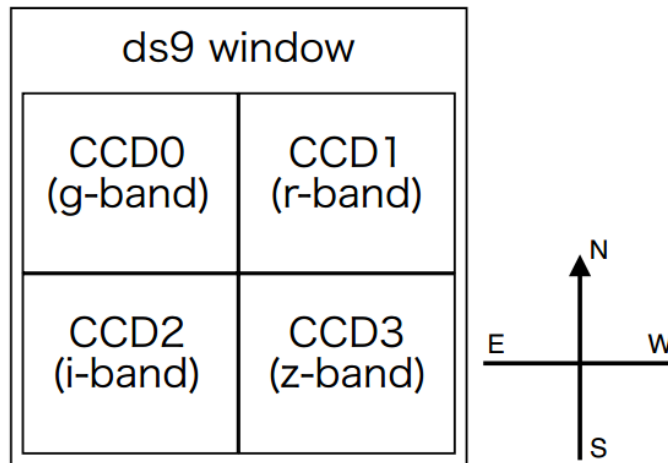 ds9 window
CCD0
(g-band)
CCD1
(r-band)
CCD2
(i-band)
CCD3
(z-band)
N
E
W
S